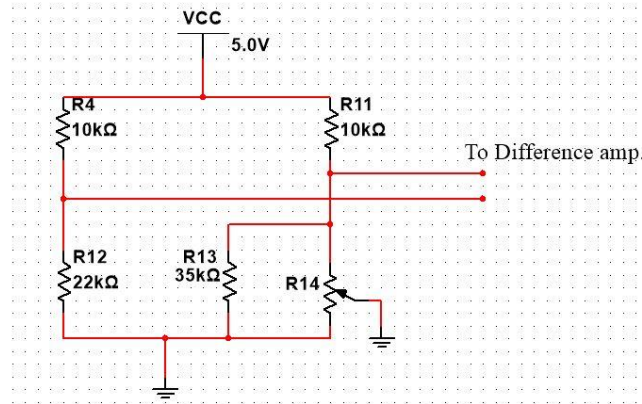 VCC
5.0V
R4
10kΩ
R11
10kΩ
To Difference amp.
R12
22kΩ
R13
35kΩ
R14